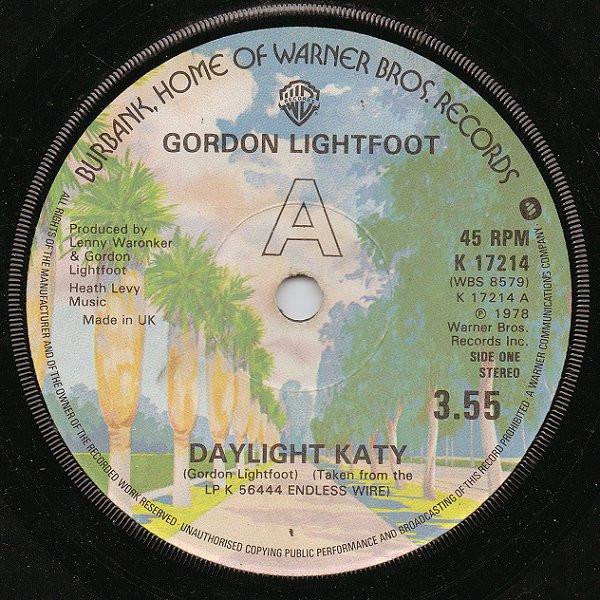 BURBANK, HOME OF WARNER BROS. RECORDS
RECORDS
GORDON LIGHTFOOT
A
Produced by
Lenny Waronker
& Gordon
Lightfoot
Heath Levy
Music
Made in UK
45 RPM
K 17214
(WBS 8579)
K 17214 A
Ⓟ 1978
Warner Bros.
Records Inc.
SIDE ONE
STEREO
3.55
DAYLIGHT KATY
(Gordon Lightfoot) (Taken from the
LP K 56444 ENDLESS WIRE)
ALL RIGHTS OF THE MANUFACTURER AND OF THE OWNER OF THE RECORDED WORK RESERVED · UNAUTHORISED COPYING PUBLIC PERFORMANCE AND BROADCASTING OF THIS RECORD PROHIBITED · A WARNER COMMUNICATIONS COMPANY